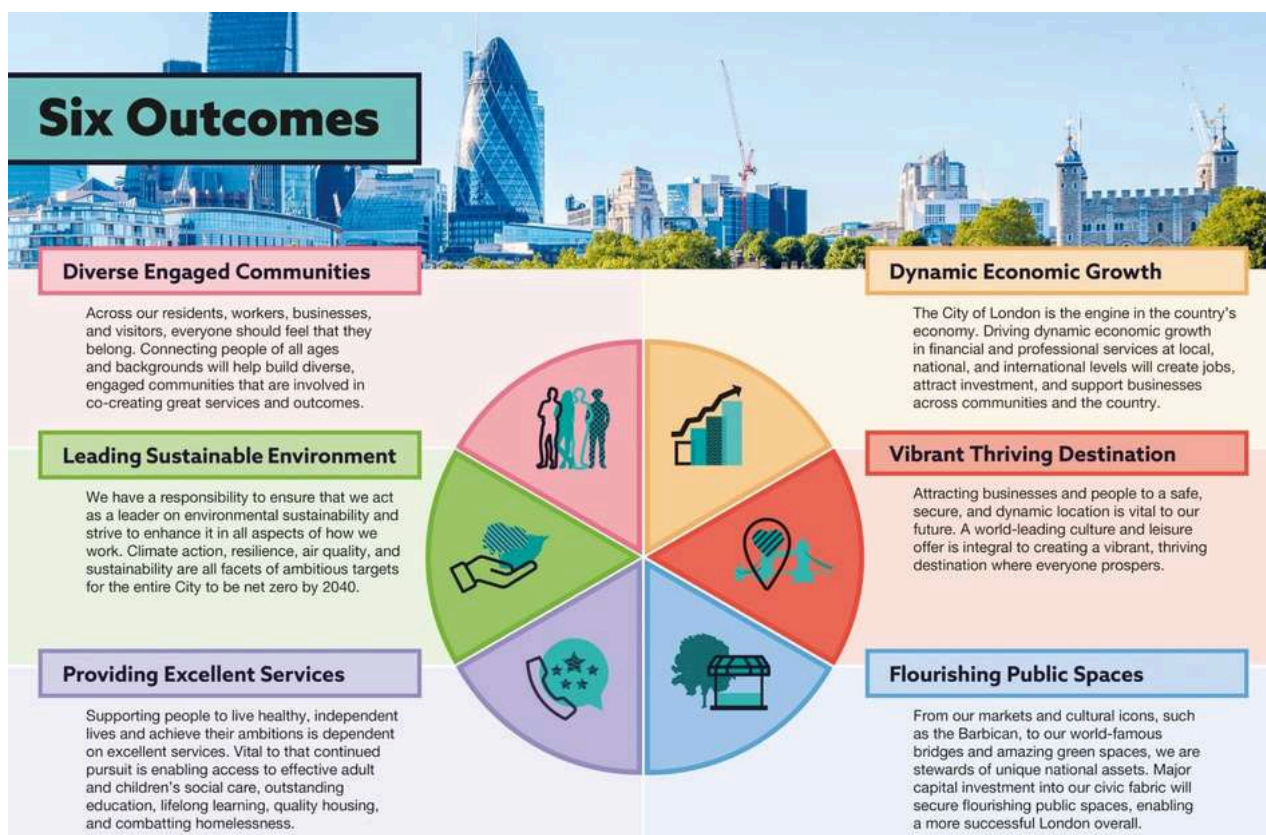 Six Outcomes
Diverse Engaged Communities
Across our residents, workers, businesses,
and visitors, everyone should feel that they
belong. Connecting people of all ages
and backgrounds will help build diverse,
engaged communities that are involved in
co-creating great services and outcomes.
Dynamic Economic Growth
The City of London is the engine in the country's
economy. Driving dynamic economic growth
in financial and professional services at local,
national, and international levels will create jobs,
attract investment, and support businesses
across communities and the country.
Leading Sustainable Environment
We have a responsibility to ensure that we act
as a leader on environmental sustainability and
strive to enhance it in all aspects of how we
work. Climate action, resilience, air quality, and
sustainability are all facets of ambitious targets
for the entire City to be net zero by 2040.
Vibrant Thriving Destination
Attracting businesses and people to a safe,
secure, and dynamic location is vital to our
future. A world-leading culture and leisure
offer is integral to creating a vibrant, thriving
destination where everyone prospers.
Providing Excellent Services
Supporting people to live healthy, independent
lives and achieve their ambitions is dependent
on excellent services. Vital to that continued
pursuit is enabling access to effective adult
and children's social care, outstanding
education, lifelong learning, quality housing,
and combatting homelessness.
Flourishing Public Spaces
From our markets and cultural icons, such
as the Barbican, to our world-famous
bridges and amazing green spaces, we are
stewards of unique national assets. Major
capital investment into our civic fabric will
secure flourishing public spaces, enabling
a more successful London overall.